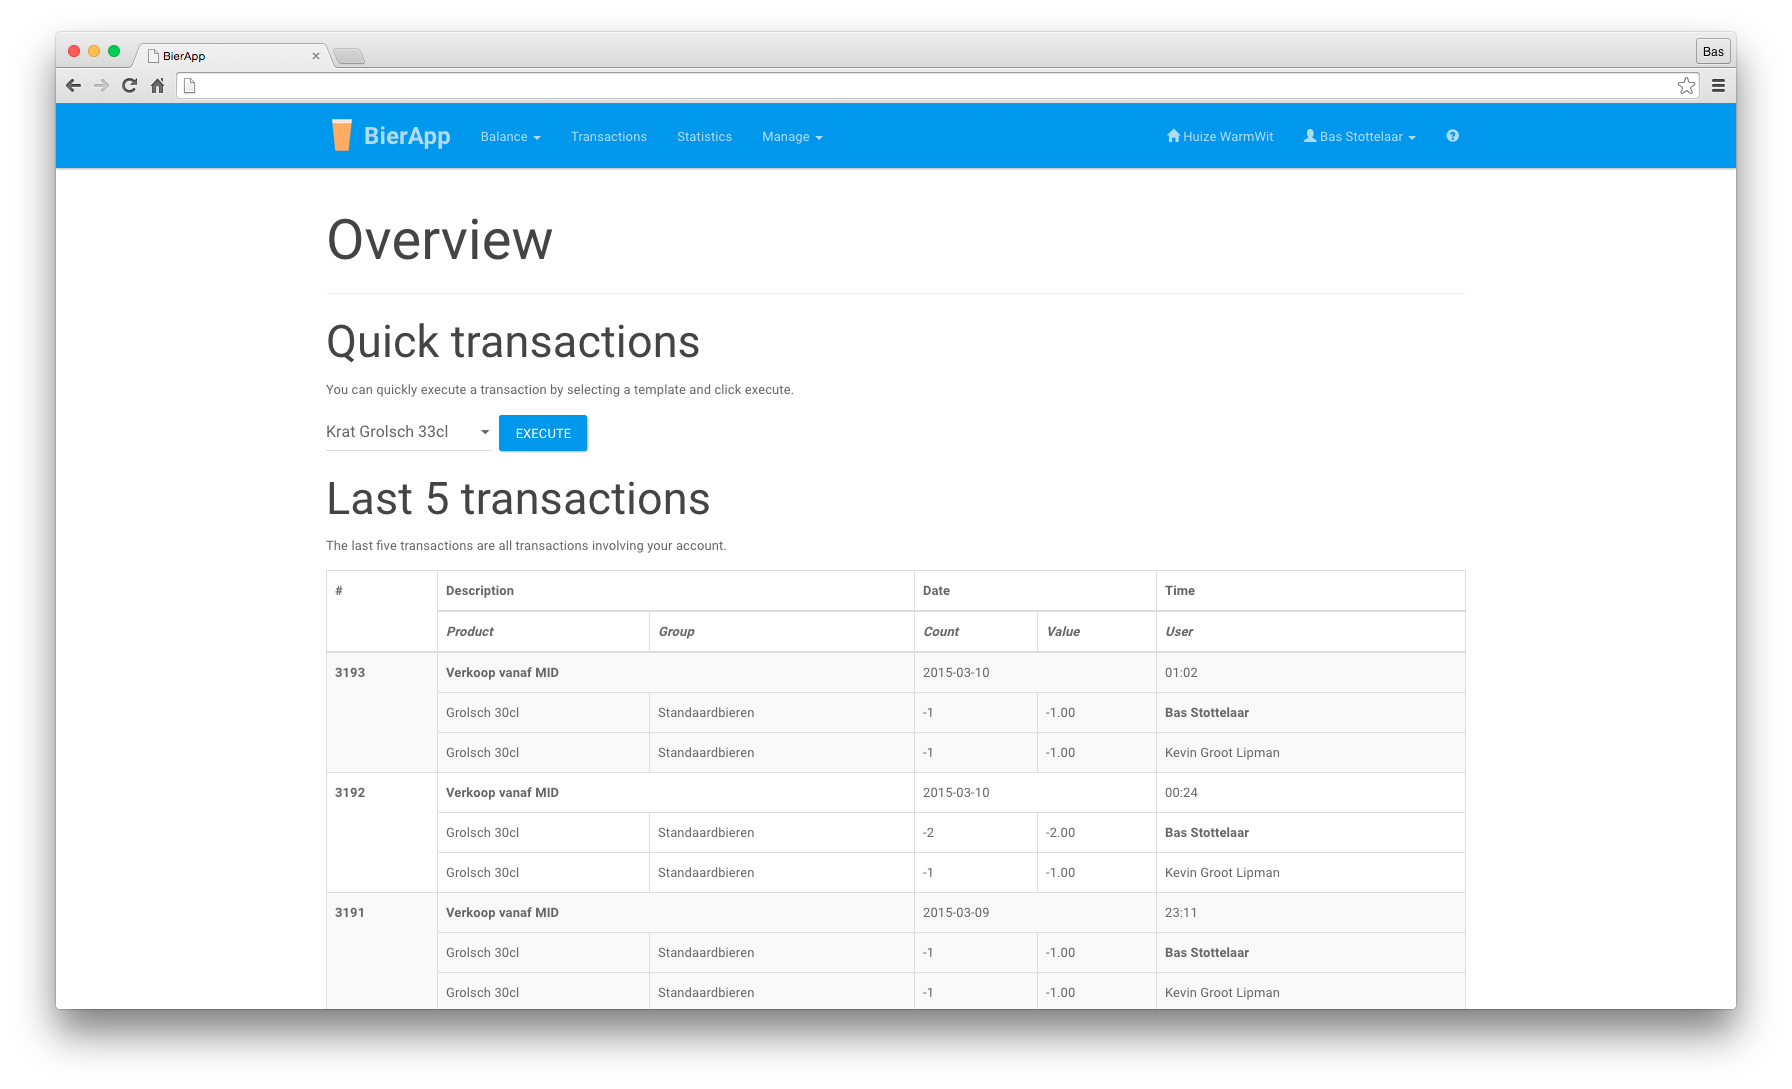 BierApp
Bas
BierApp Balance Transactions Statistics Manage Huize WarmWit Bas Stottelaar
Overview
Quick transactions
You can quickly execute a transaction by selecting a template and click execute.
Krat Grolsch 33cl EXECUTE
Last 5 transactions
The last five transactions are all transactions involving your account.
# Description Date Time
Product Group Count Value User
3193 Verkoop vanaf MID 2015-03-10 01:02
Grolsch 30cl Standaardbieren -1 -1.00 Bas Stottelaar
Grolsch 30cl Standaardbieren -1 -1.00 Kevin Groot Lipman
3192 Verkoop vanaf MID 2015-03-10 00:24
Grolsch 30cl Standaardbieren -2 -2.00 Bas Stottelaar
Grolsch 30cl Standaardbieren -1 -1.00 Kevin Groot Lipman
3191 Verkoop vanaf MID 2015-03-09 23:11
Grolsch 30cl Standaardbieren -1 -1.00 Bas Stottelaar
Grolsch 30cl Standaardbieren -1 -1.00 Kevin Groot Lipman